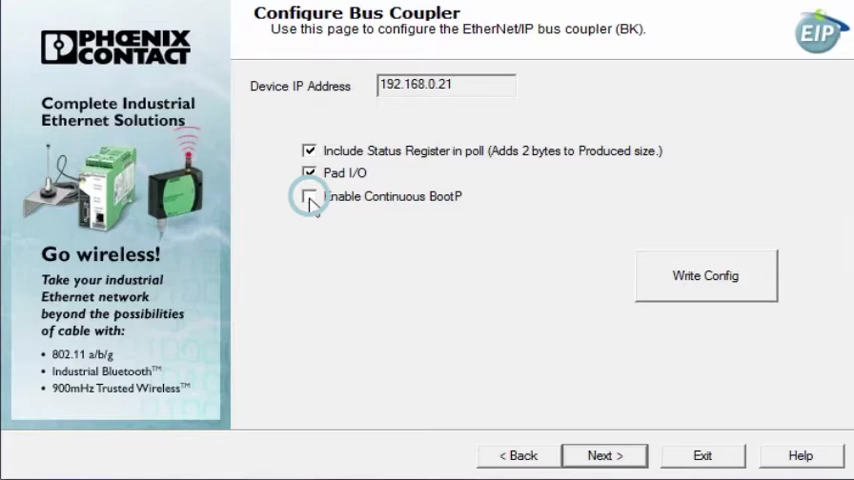 Configure Bus Coupler
Use this page to configure the EtherNet/IP bus coupler (BK).
EIP
PHŒNIX
CONTACT
Complete Industrial
Ethernet Solutions
Go wireless!
Take your industrial
Ethernet network
beyond the possibilities
of cable with:
• 802.11 a/b/g
• Industrial Bluetooth™
• 900mHz Trusted Wireless™
Device IP Address 192.168.0.21
Include Status Register in poll (Adds 2 bytes to Produced size.)
Pad I/O
Enable Continuous BootP
Write Config
< Back Next > Exit Help